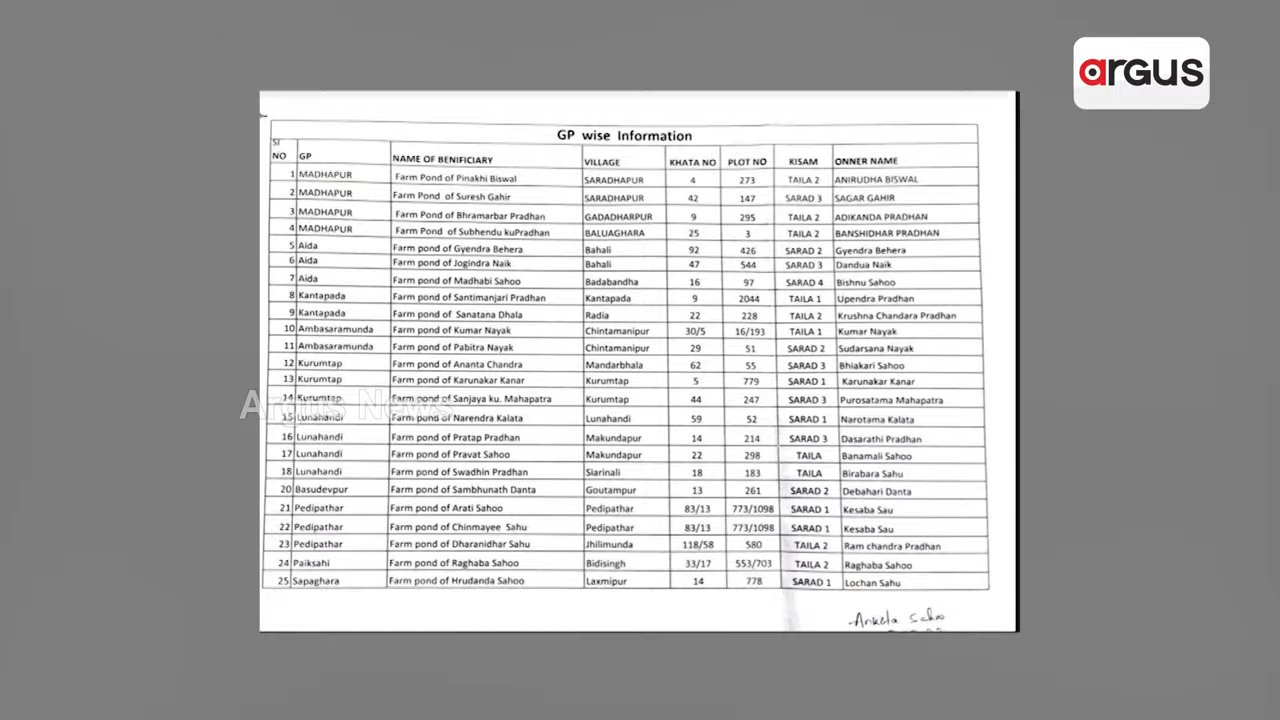 argus
GP wise Information
SI NO GP NAME OF BENIFICIARY VILLAGE KHATA NO PLOT NO KISAM ONNER NAME
1 MADHAPUR Farm Pond of Pinakhi Biswal SARADHAPUR 4 273 TAILA 2 ANIRUDHA BISWAL
2 MADHAPUR Farm Pond of Suresh Gahir SARADHAPUR 42 147 SARAD 3 SAGAR GAHIR
3 MADHAPUR Farm Pond of Bhramarbar Pradhan GADADHARPUR 9 295 TAILA 2 ADIKANDA PRADHAN
4 MADHAPUR Farm Pond of Subhendu kuPradhan BALUAGHARA 25 3 TAILA 2 BANSHIDHAR PRADHAN
5 Aida Farm pond of Gyendra Behera Bahali 92 426 SARAD 2 Gyendra Behera
6 Aida Farm pond of Jogindra Naik Bahali 47 544 SARAD 3 Dandua Naik
7 Aida Farm pond of Madhabi Sahoo Badabandha 16 97 SARAD 4 Bishnu Sahoo
8 Kantapada Farm pond of Santimanjari Pradhan Kantapada 9 2044 TAILA 1 Upendra Pradhan
9 Kantapada Farm pond of Sanatana Dhala Radia 22 228 TAILA 2 Krushna Chandara Pradhan
10 Ambasaramunda Farm pond of Kumar Nayak Chintamanipur 30/5 16/193 TAILA 1 Kumar Nayak
11 Ambasaramunda Farm pond of Pabitra Nayak Chintamanipur 29 51 SARAD 2 Sudarsana Nayak
12 Kurumtap Farm pond of Ananta Chandra Mandarbhala 62 55 SARAD 3 Bhiakari Sahoo
13 Kurumtap Farm pond of Karunakar Kanar Kurumtap 5 779 SARAD 1 Karunakar Kanar
14 Kurumtap Farm pond of Sanjaya ku. Mahapatra Kurumtap 44 247 SARAD 3 Purosatama Mahapatra
Argus News
15 Lunahandi Farm pond of Narendra Kalata Lunahandi 59 52 SARAD 1 Narotama Kalata
16 Lunahandi Farm pond of Pratap Pradhan Makundapur 14 214 SARAD 3 Dasarathi Pradhan
17 Lunahandi Farm pond of Pravat Sahoo Makundapur 22 298 TAILA Banamali Sahoo
18 Lunahandi Farm pond of Swadhin Pradhan Siarinali 18 183 TAILA Birabara Sahu
20 Basudevpur Farm pond of Sambhunath Danta Goutampur 13 261 SARAD 2 Debahari Danta
21 Pedipathar Farm pond of Arati Sahoo Pedipathar 83/13 773/1098 SARAD 1 Kesaba Sau
22 Pedipathar Farm pond of Chinmayee Sahu Pedipathar 83/13 773/1098 SARAD 1 Kesaba Sau
23 Pedipathar Farm pond of Dharanidhar Sahu Jhilimunda 118/58 580 TAILA 2 Ram chandra Pradhan
24 Paiksahi Farm pond of Raghaba Sahoo Bidisingh 33/17 553/703 TAILA 2 Raghaba Sahoo
25 Sapaghara Farm pond of Hrudanda Sahoo Laxmipur 14 778 SARAD 1 Lochan Sahu
Ankita Sahoo